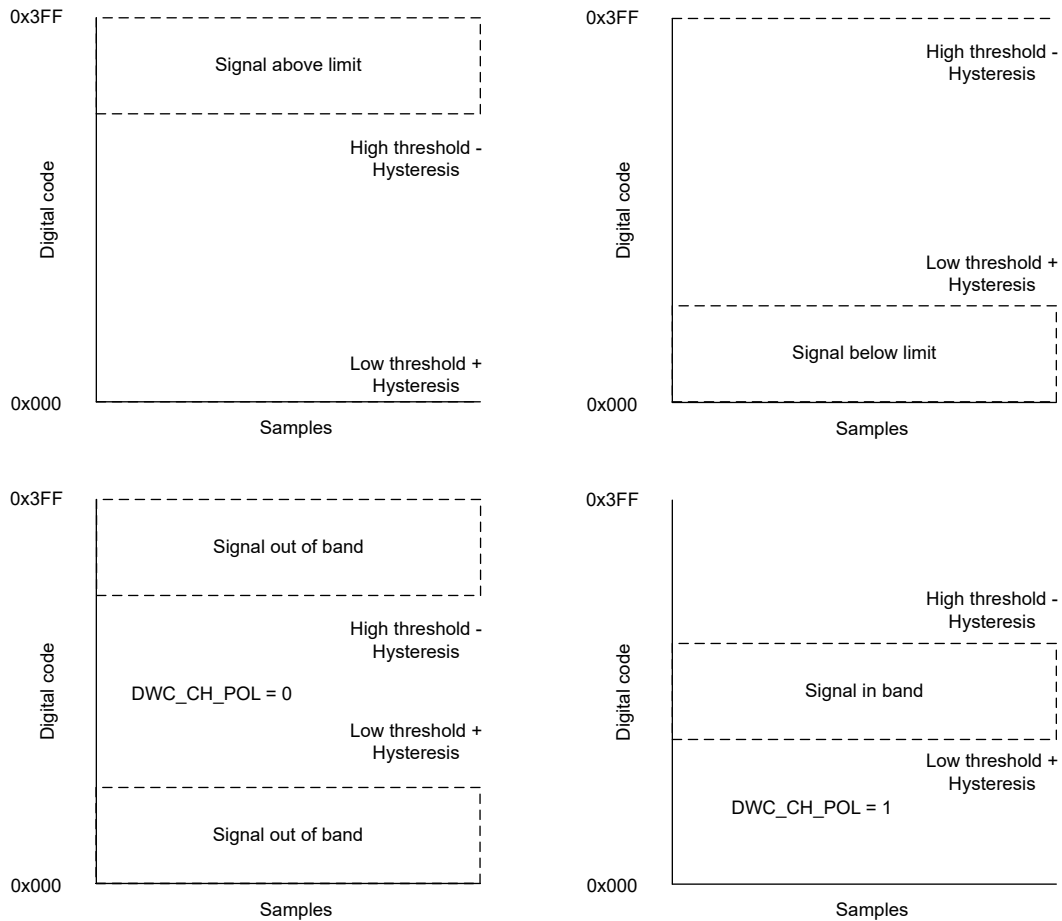 0x3FF
Signal above limit
High threshold -
Hysteresis
Digital code
Low threshold +
Hysteresis
0x000
Samples
0x3FF
High threshold -
Hysteresis
Digital code
Low threshold +
Hysteresis
Signal below limit
0x000
Samples
0x3FF
Signal out of band
High threshold -
Hysteresis
Digital code
DWC_CH_POL = 0
Low threshold +
Hysteresis
Signal out of band
0x000
Samples
0x3FF
High threshold -
Hysteresis
Digital code
Signal in band
Low threshold +
Hysteresis
DWC_CH_POL = 1
0x000
Samples